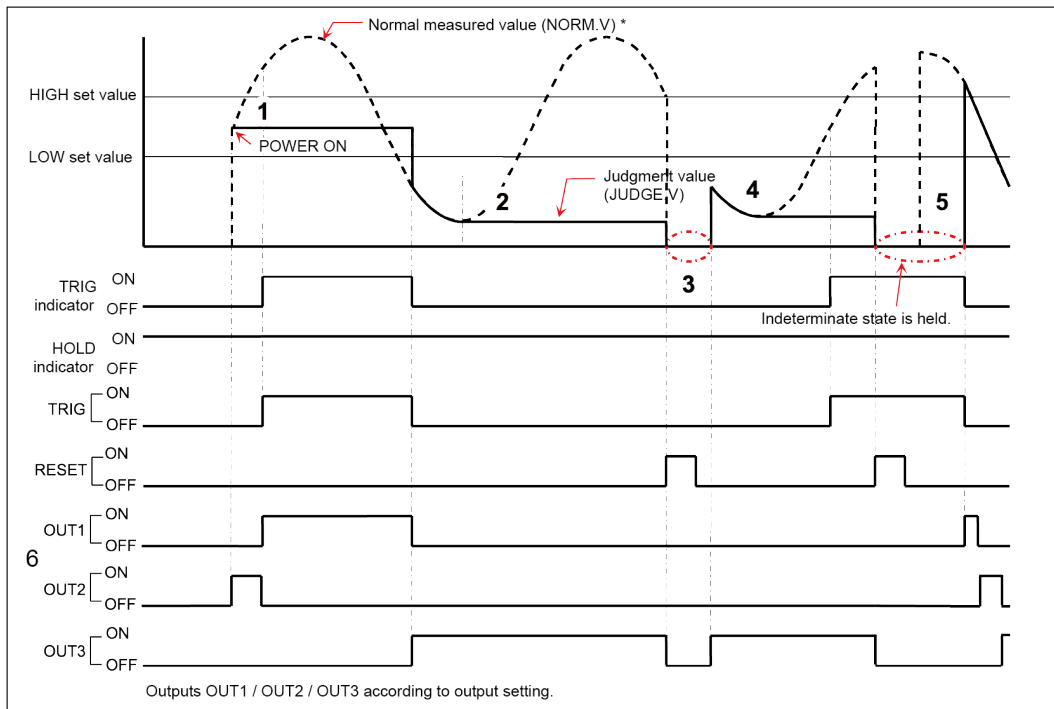 Normal measured value (NORM.V) *
HIGH set value
1
POWER ON
LOW set value
Judgment value
(JUDGE.V)
2
4
5
3
Indeterminate state is held.
TRIG
indicator
ON
OFF
HOLD
indicator
ON
OFF
TRIG
ON
OFF
RESET
ON
OFF
OUT1
ON
OFF
6
OUT2
ON
OFF
OUT3
ON
OFF
Outputs OUT1 / OUT2 / OUT3 according to output setting.